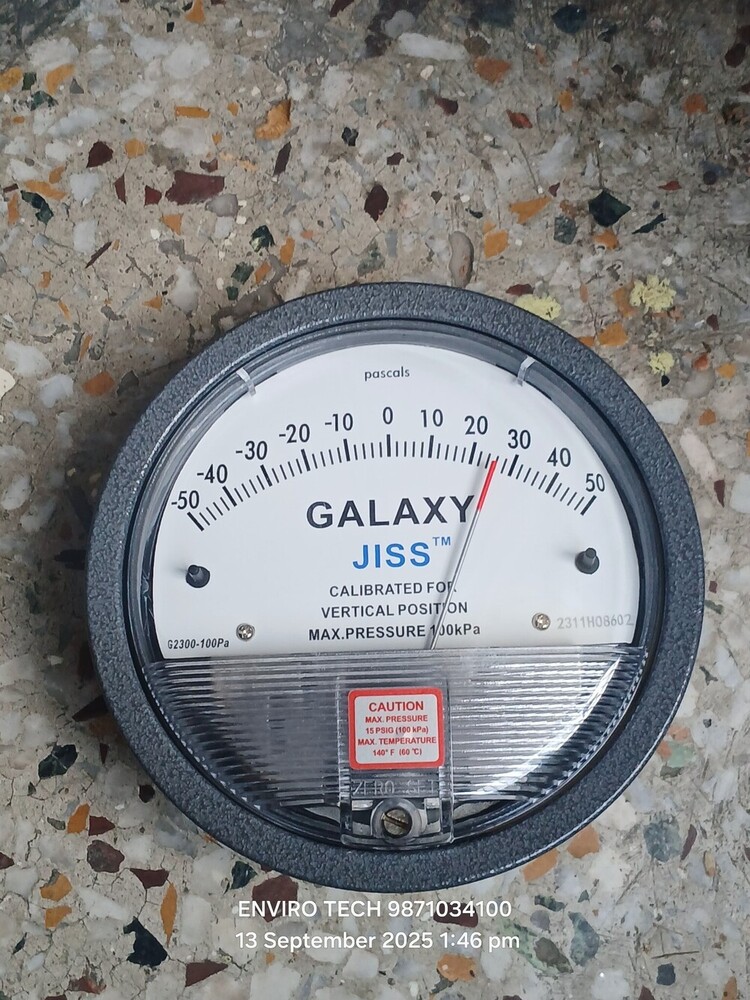 pascals
-50 -40 -30 -20 -10 0 10 20 30 40 50
GALAXY
JISS™
CALIBRATED FOR
VERTICAL POSITION
MAX.PRESSURE 100kPa
G2300-100Pa
2311H08602
CAUTION
MAX. PRESSURE
15 PSIG (100 kPa)
MAX. TEMPERATURE
140° F (60 °C)
ZERO SET
ENVIRO TECH 9871034100
13 September 2025 1:46 pm